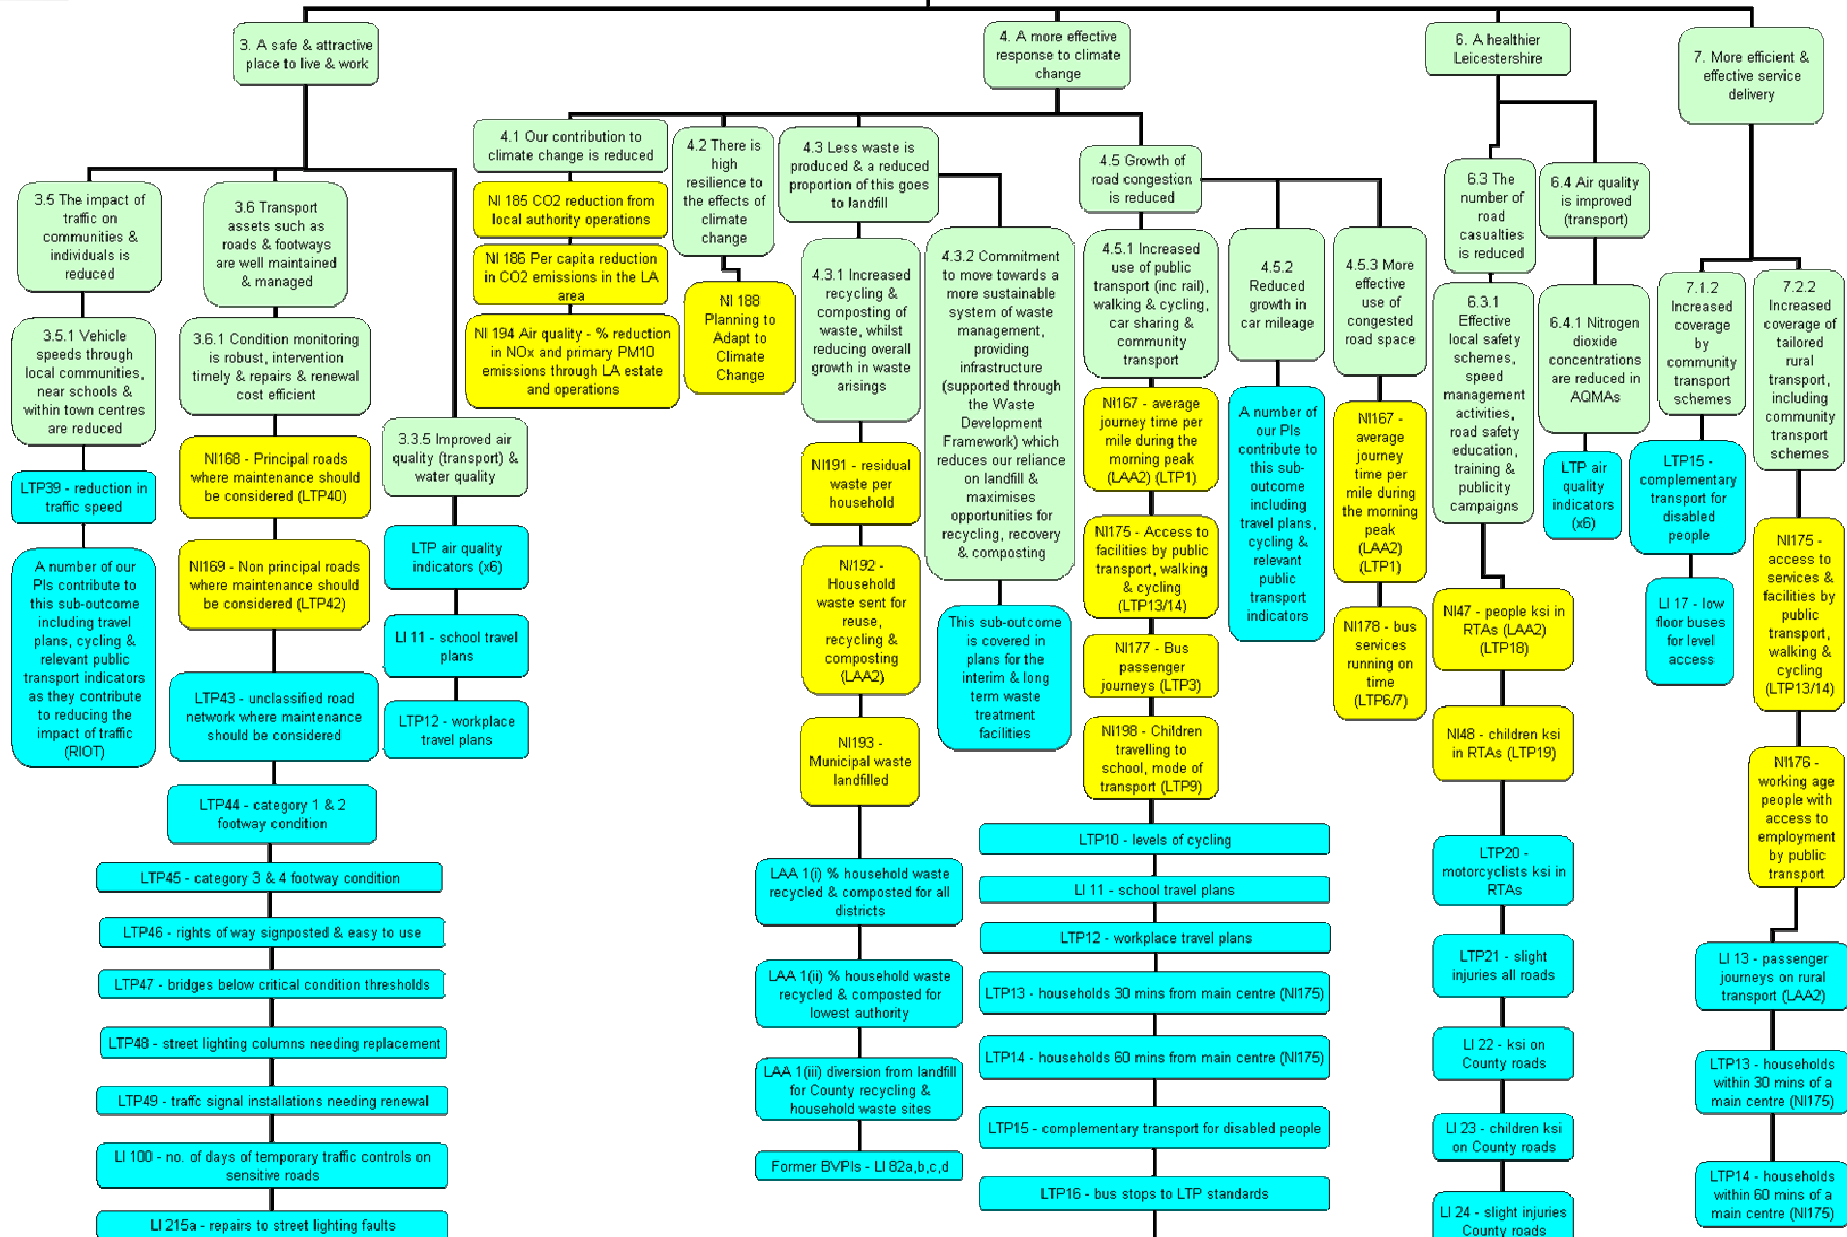 3. A safe & attractive
place to live & work
3.5 The impact of
traffic on
communities &
individuals is
reduced
3.5.1 Vehicle
speeds through
local communities,
near schools &
within town centres
are reduced
LTP39 - reduction in
traffic speed
A number of our
PIs contribute to
this sub-outcome
including travel
plans, cycling &
relevant public
transport indicators
as they contribute
to reducing the
impact of traffic
(RIOT)
3.6 Transport
assets such as
roads & footways
are well maintained
& managed
3.6.1 Condition monitoring
is robust, intervention
timely & repairs & renewal
cost efficient
NI168 - Principal roads
where maintenance should
be considered (LTP40)
NI169 - Non principal roads
where maintenance should
be considered (LTP42)
LTP43 - unclassified road
network where maintenance
should be considered
LTP44 - category 1 & 2
footway condition
LTP45 - category 3 & 4 footway condition
LTP46 - rights of way signposted & easy to use
LTP47 - bridges below critical condition thresholds
LTP48 - street lighting columns needing replacement
LTP49 - traffc signal installations needing renewal
LI 100 - no. of days of temporary traffic controls on
sensitive roads
LI 215a - repairs to street lighting faults
3.3.5 Improved air
quality (transport) &
water quality
LTP air quality
indicators (x6)
LI 11 - school travel
plans
LTP12 - workplace
travel plans
4. A more effective
response to climate
change
4.1 Our contribution to
climate change is reduced
NI 185 CO2 reduction from
local authority operations
NI 186 Per capita reduction
in CO2 emissions in the LA
area
NI 194 Air quality - % reduction
in NOx and primary PM10
emissions through LA estate
and operations
4.2 There is
high
resilience to
the effects of
climate
change
NI 188
Planning to
Adapt to
Climate
Change
4.3 Less waste is
produced & a reduced
proportion of this goes
to landfill
4.3.1 Increased
recycling &
composting of
waste, whilst
reducing overall
growth in waste
arisings
NI191 - residual
waste per
household
NI192 -
Household
waste sent for
reuse,
recycling &
composting
(LAA2)
NI193 -
Municipal waste
landfilled
LAA 1(i) % household waste
recycled & composted for all
districts
LAA 1(ii) % household waste
recycled & composted for
lowest authority
LAA 1(iii) diversion from landfill
for County recycling &
household waste sites
Former BVPIs - LI 82a,b,c,d
4.3.2 Commitment
to move towards a
more sustainable
system of waste
management,
providing
infrastructure
(supported through
the Waste
Development
Framework) which
reduces our reliance
on landfill &
maximises
opportunities for
recycling, recovery
& composting
This sub-outcome
is covered in
plans for the
interim & long
term waste
treatment
facilities
4.5 Growth of
road congestion
is reduced
4.5.1 Increased
use of public
transport (inc rail),
walking & cycling,
car sharing &
community
transport
NI167 - average
journey time per
mile during the
morning peak
(LAA2) (LTP1)
NI175 - Access to
facilities by public
transport, walking
& cycling
(LTP13/14)
NI177 - Bus
passenger
journeys (LTP3)
NI198 - Children
travelling to
school, mode of
transport (LTP9)
LTP10 - levels of cycling
LI 11 - school travel plans
LTP12 - workplace travel plans
LTP13 - households 30 mins from main centre (NI175)
LTP14 - households 60 mins from main centre (NI175)
LTP15 - complementary transport for disabled people
LTP16 - bus stops to LTP standards
4.5.2
Reduced
growth in
car mileage
A number of
our PIs
contribute to
this sub-
outcome
including
travel plans,
cycling &
relevant
public
transport
indicators
4.5.3 More
effective
use of
congested
road space
NI167 -
average
journey
time per
mile during
the morning
peak
(LAA2)
(LTP1)
NI178 - bus
services
running on
time
(LTP6/7)
6. A healthier
Leicestershire
6.3 The
number of
road
casualties
is reduced
6.3.1
Effective
local safety
schemes,
speed
management
activities,
road safety
education,
training &
publicity
campaigns
NI47 - people ksi in
RTAs (LAA2)
(LTP18)
NI48 - children ksi
in RTAs (LTP19)
LTP20 -
motorcyclists ksi in
RTAs
LTP21 - slight
injuries all roads
LI 22 - ksi on
County roads
LI 23 - children ksi
on County roads
LI 24 - slight injuries
County roads
6.4 Air quality
is improved
(transport)
6.4.1 Nitrogen
dioxide
concentrations
are reduced in
AQMAs
LTP air
quality
indicators
(x6)
7. More efficient &
effective service
delivery
7.1.2
Increased
coverage
by
community
transport
schemes
LTP15 -
complementary
transport for
disabled
people
LI 17 - low
floor buses
for level
access
7.2.2
Increased
coverage of
tailored
rural
transport,
including
community
transport
schemes
NI175 -
access to
services &
facilities by
public
transport,
walking &
cycling
(LTP13/14)
NI176 -
working age
people with
access to
employment
by public
transport
LI 13 - passenger
journeys on rural
transport (LAA2)
LTP13 - households
within 30 mins of a
main centre (NI175)
LTP14 - households
within 60 mins of a
main centre (NI175)